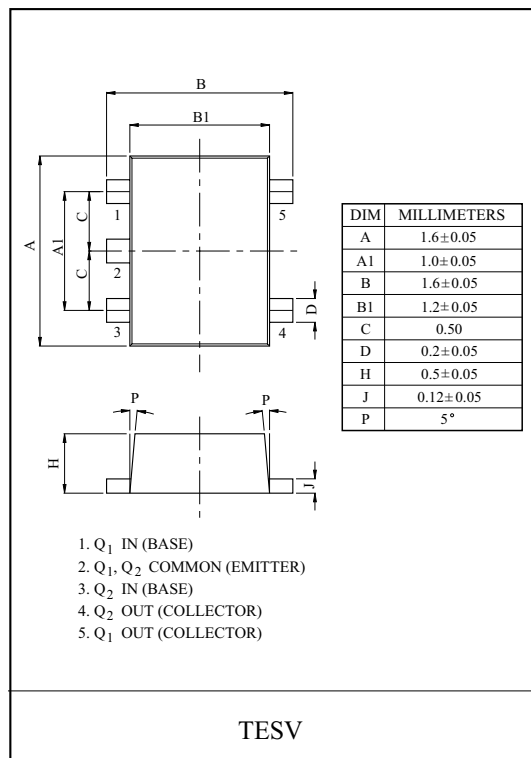 B
B1
A
A1
C
C
1
2
3
5
4
D
DIM MILLIMETERS
A 1.6±0.05
A1 1.0±0.05
B 1.6±0.05
B1 1.2±0.05
C 0.50
D 0.2±0.05
H 0.5±0.05
J 0.12±0.05
P 5°
P P
H
J
1. Q1 IN (BASE)
2. Q1, Q2 COMMON (EMITTER)
3. Q2 IN (BASE)
4. Q2 OUT (COLLECTOR)
5. Q1 OUT (COLLECTOR)
TESV